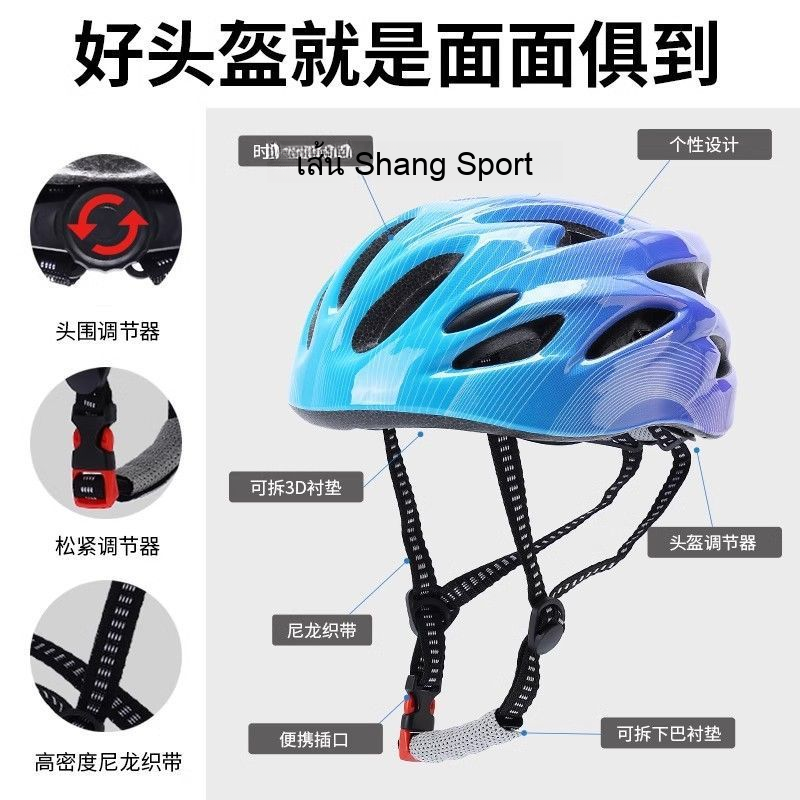 好头盔就是面面俱到
时
เส้น Shang Sport
个性设计
头围调节器
可拆3D衬垫
松紧调节器
头盔调节器
尼龙织带
便携插口
可拆下巴衬垫
高密度尼龙织带